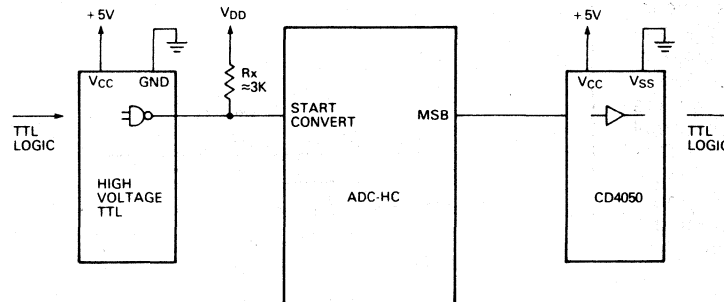 +5V
VCC
GND
TTL
LOGIC
HIGH
VOLTAGE
TTL
VDD
Rx
≈3K
START
CONVERT
MSB
ADC-HC
+5V
VCC
VSS
CD4050
TTL
LOGIC